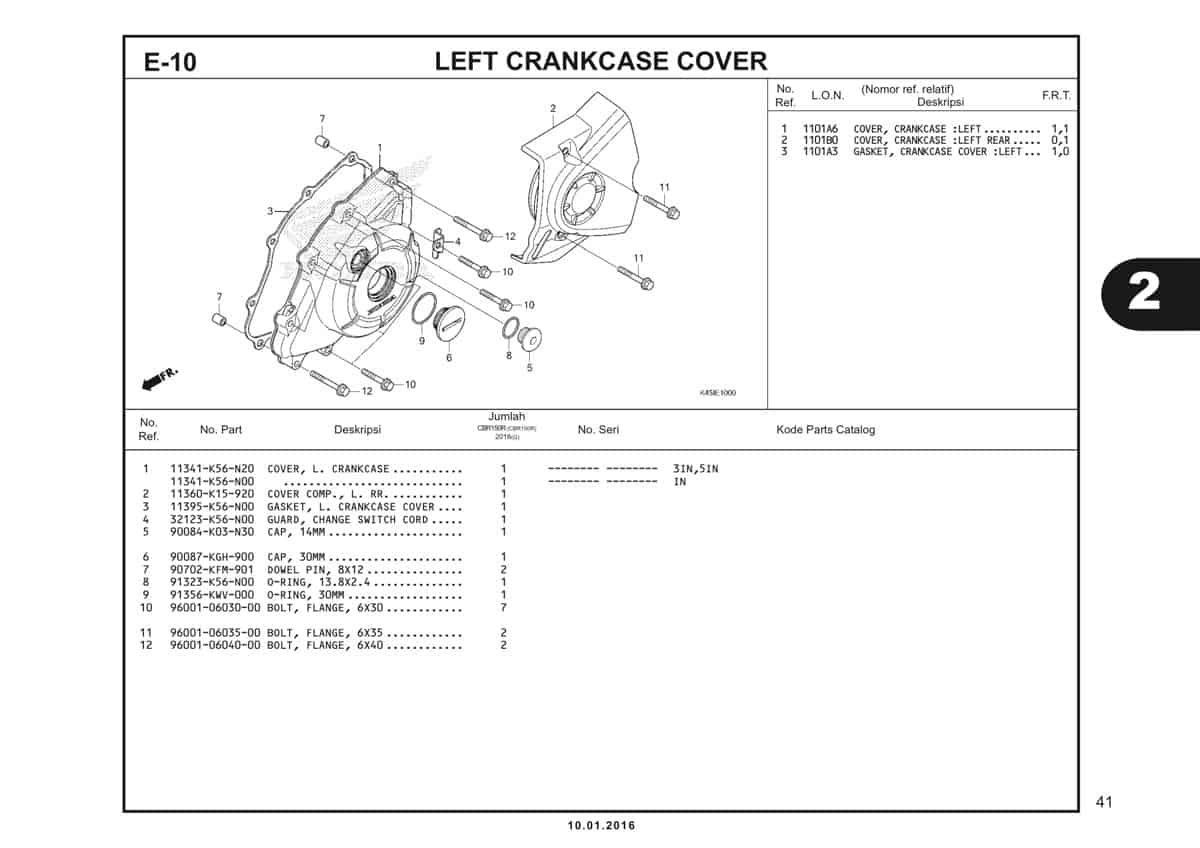 E-10
LEFT CRANKCASE COVER
No. Ref. L.O.N. (Nomor ref. relatif) Deskripsi F.R.T.
1 1101A6 COVER, CRANKCASE :LEFT.......... 1,1
2 1101B0 COVER, CRANKCASE :LEFT REAR..... 0,1
3 1101A3 GASKET, CRANKCASE COVER :LEFT... 1,0
7
2
1
11
3
12
4
10
11
10
7
9
6
8
5
10
12
FR.
K45IE1000
2
No. Ref. No. Part Deskripsi Jumlah CBR150R (CBR150R) 2016(G) No. Seri Kode Parts Catalog
1 11341-K56-N20 COVER, L. CRANKCASE........... 1 -------- -------- 3IN,5IN
11341-K56-N00 ............................ 1 -------- -------- IN
2 11360-K15-920 COVER COMP., L. RR............ 1
3 11395-K56-N00 GASKET, L. CRANKCASE COVER.... 1
4 32123-K56-N00 GUARD, CHANGE SWITCH CORD..... 1
5 90084-K03-N30 CAP, 14MM..................... 1
6 90087-KGH-900 CAP, 30MM..................... 1
7 90702-KFM-901 DOWEL PIN, 8X12............... 2
8 91323-K56-N00 O-RING, 13.8X2.4.............. 1
9 91356-KWV-000 O-RING, 30MM.................. 1
10 96001-06030-00 BOLT, FLANGE, 6X30............ 7
11 96001-06035-00 BOLT, FLANGE, 6X35............ 2
12 96001-06040-00 BOLT, FLANGE, 6X40............ 2
41
10.01.2016